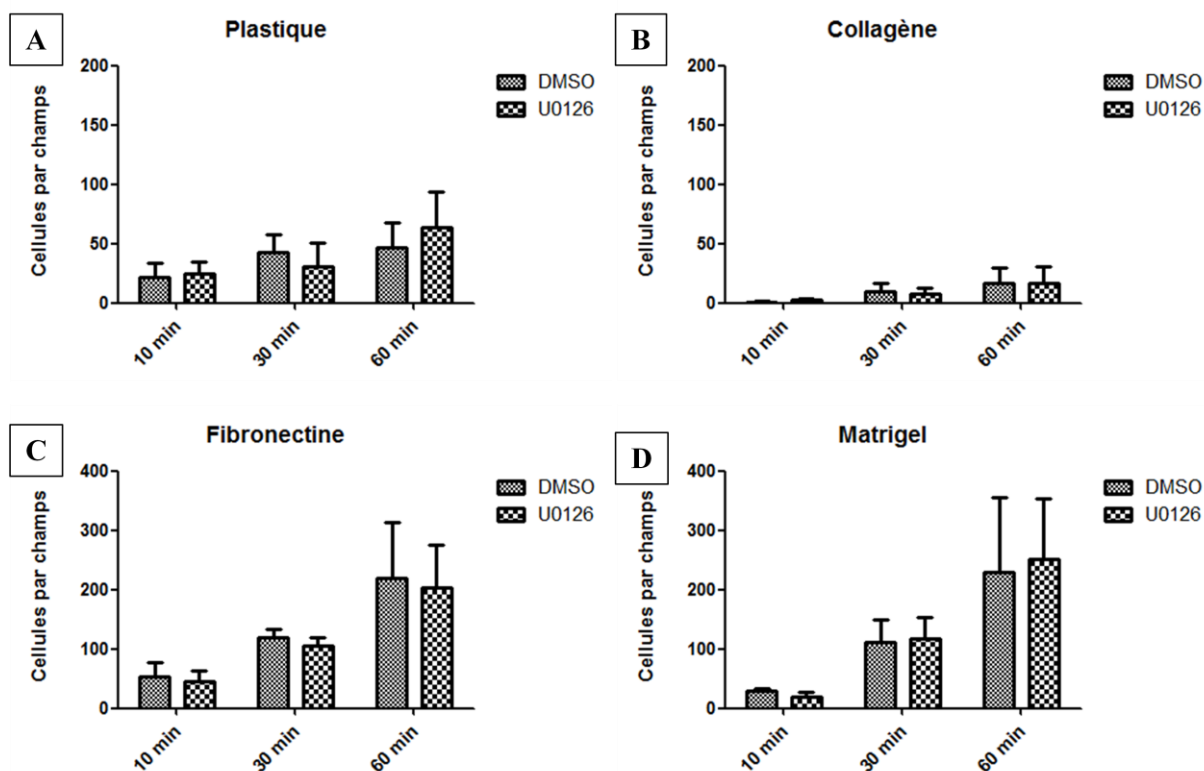 A
Plastique
200
150
100
50
0
Cellules par champs
10 min
30 min
60 min
DMSO
U0126
B
Collagène
200
150
100
50
0
Cellules par champs
10 min
30 min
60 min
DMSO
U0126
C
Fibronectine
400
300
200
100
0
Cellules par champs
10 min
30 min
60 min
DMSO
U0126
D
Matrigel
400
300
200
100
0
Cellules par champs
10 min
30 min
60 min
DMSO
U0126